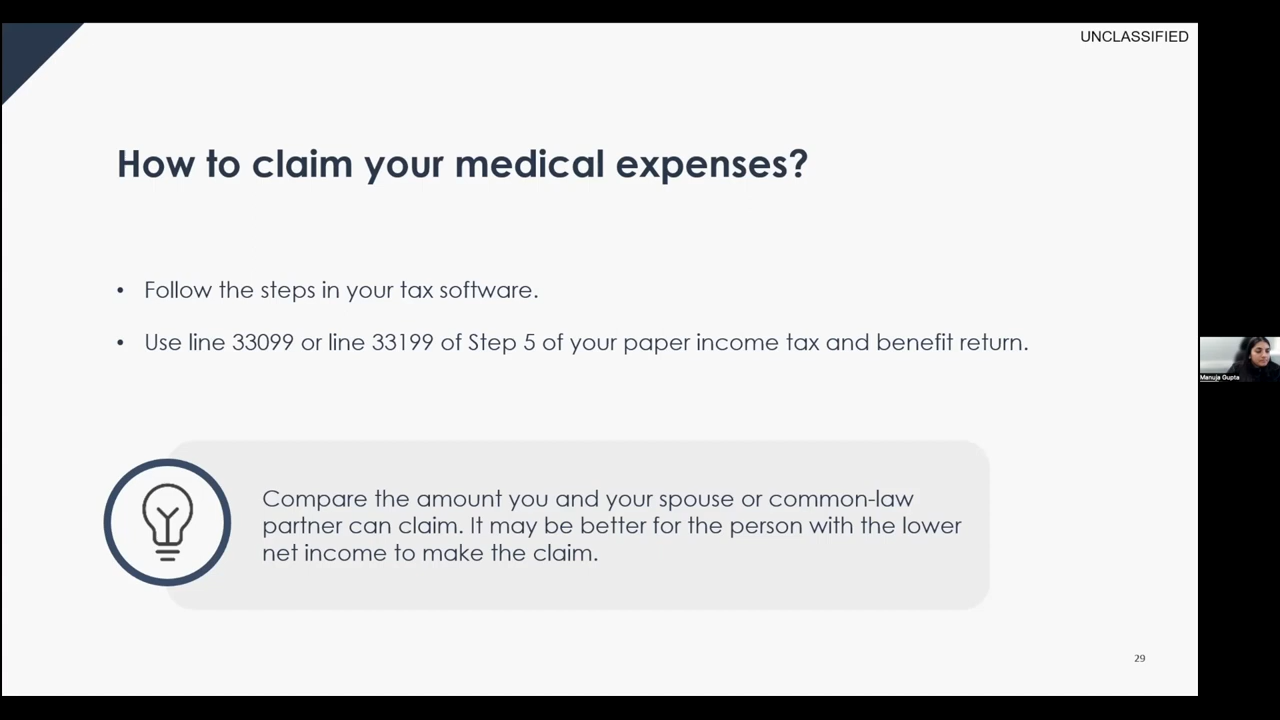 UNCLASSIFIED
How to claim your medical expenses?
• Follow the steps in your tax software.
• Use line 33099 or line 33199 of Step 5 of your paper income tax and benefit return.
Manuja Gupta
Compare the amount you and your spouse or common-law
partner can claim. It may be better for the person with the lower
net income to make the claim.
29